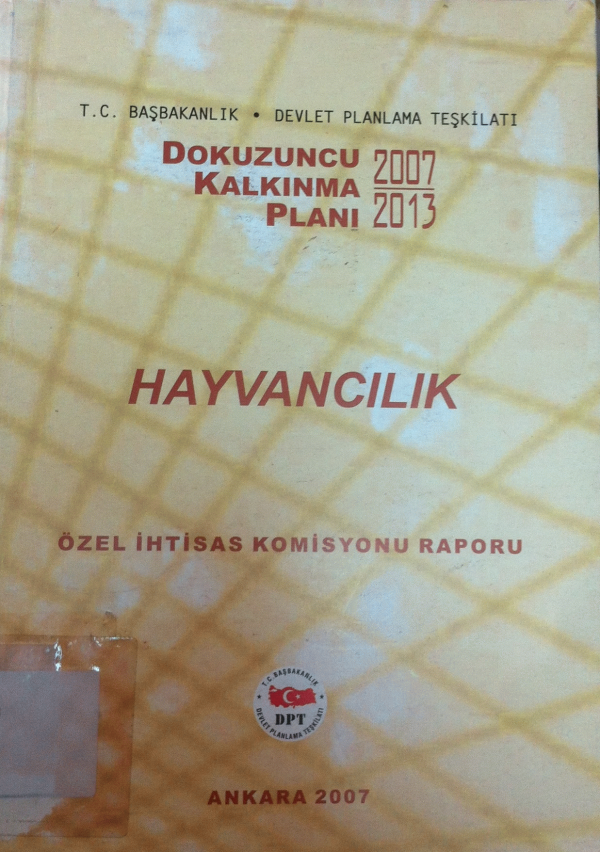 T.C. BAŞBAKANLIK • DEVLET PLANLAMA TEŞKİLATI
DOKUZUNCU
KALKINMA
PLANI
2007
2013
HAYVANCILIK
ÖZEL İHTİSAS KOMİSYONU RAPORU
T.C. BAŞBAKANLIK
DPT
DEVLET PLANLAMA TEŞKİLATI
ANKARA 2007